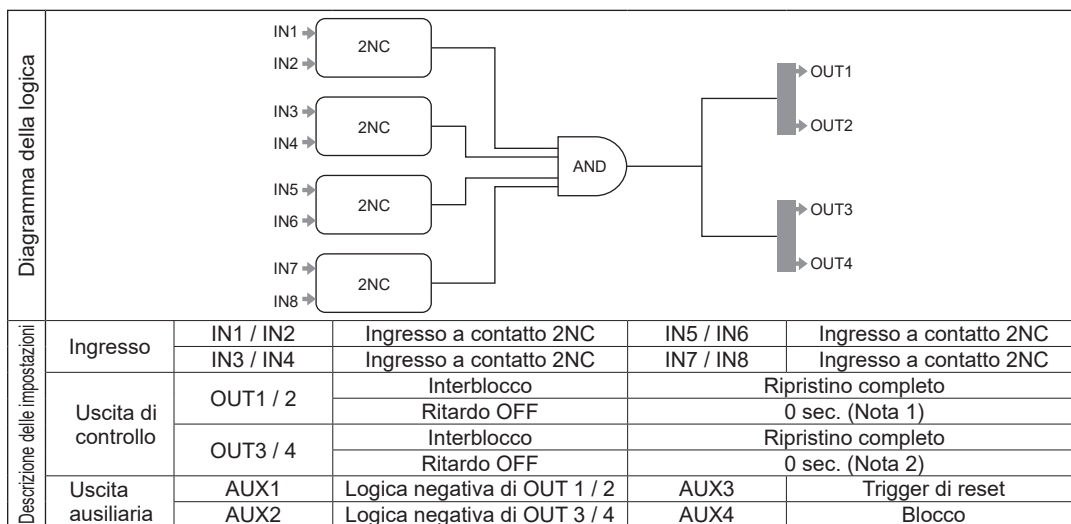 Diagramma della logica
IN1
IN2
2NC
IN3
IN4
2NC
IN5
IN6
2NC
IN7
IN8
2NC
AND
OUT1
OUT2
OUT3
OUT4
Descrizione delle impostazioni
Ingresso
IN1 / IN2 Ingresso a contatto 2NC IN5 / IN6 Ingresso a contatto 2NC
IN3 / IN4 Ingresso a contatto 2NC IN7 / IN8 Ingresso a contatto 2NC
Uscita di
controllo
OUT1 / 2
Interblocco Ripristino completo
Ritardo OFF 0 sec. (Nota 1)
OUT3 / 4
Interblocco Ripristino completo
Ritardo OFF 0 sec. (Nota 2)
Uscita
ausiliaria
AUX1 Logica negativa di OUT 1 / 2 AUX3 Trigger di reset
AUX2 Logica negativa di OUT 3 / 4 AUX4 Blocco